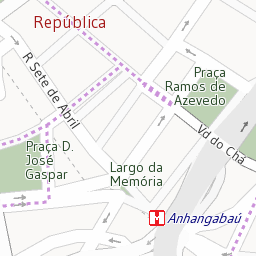 República
R Sete de Abril
Praça
Ramos de
Azevedo
Vd do Chá
Praça D.
José
Gaspar
Largo da
Memória
M Anhangabaú